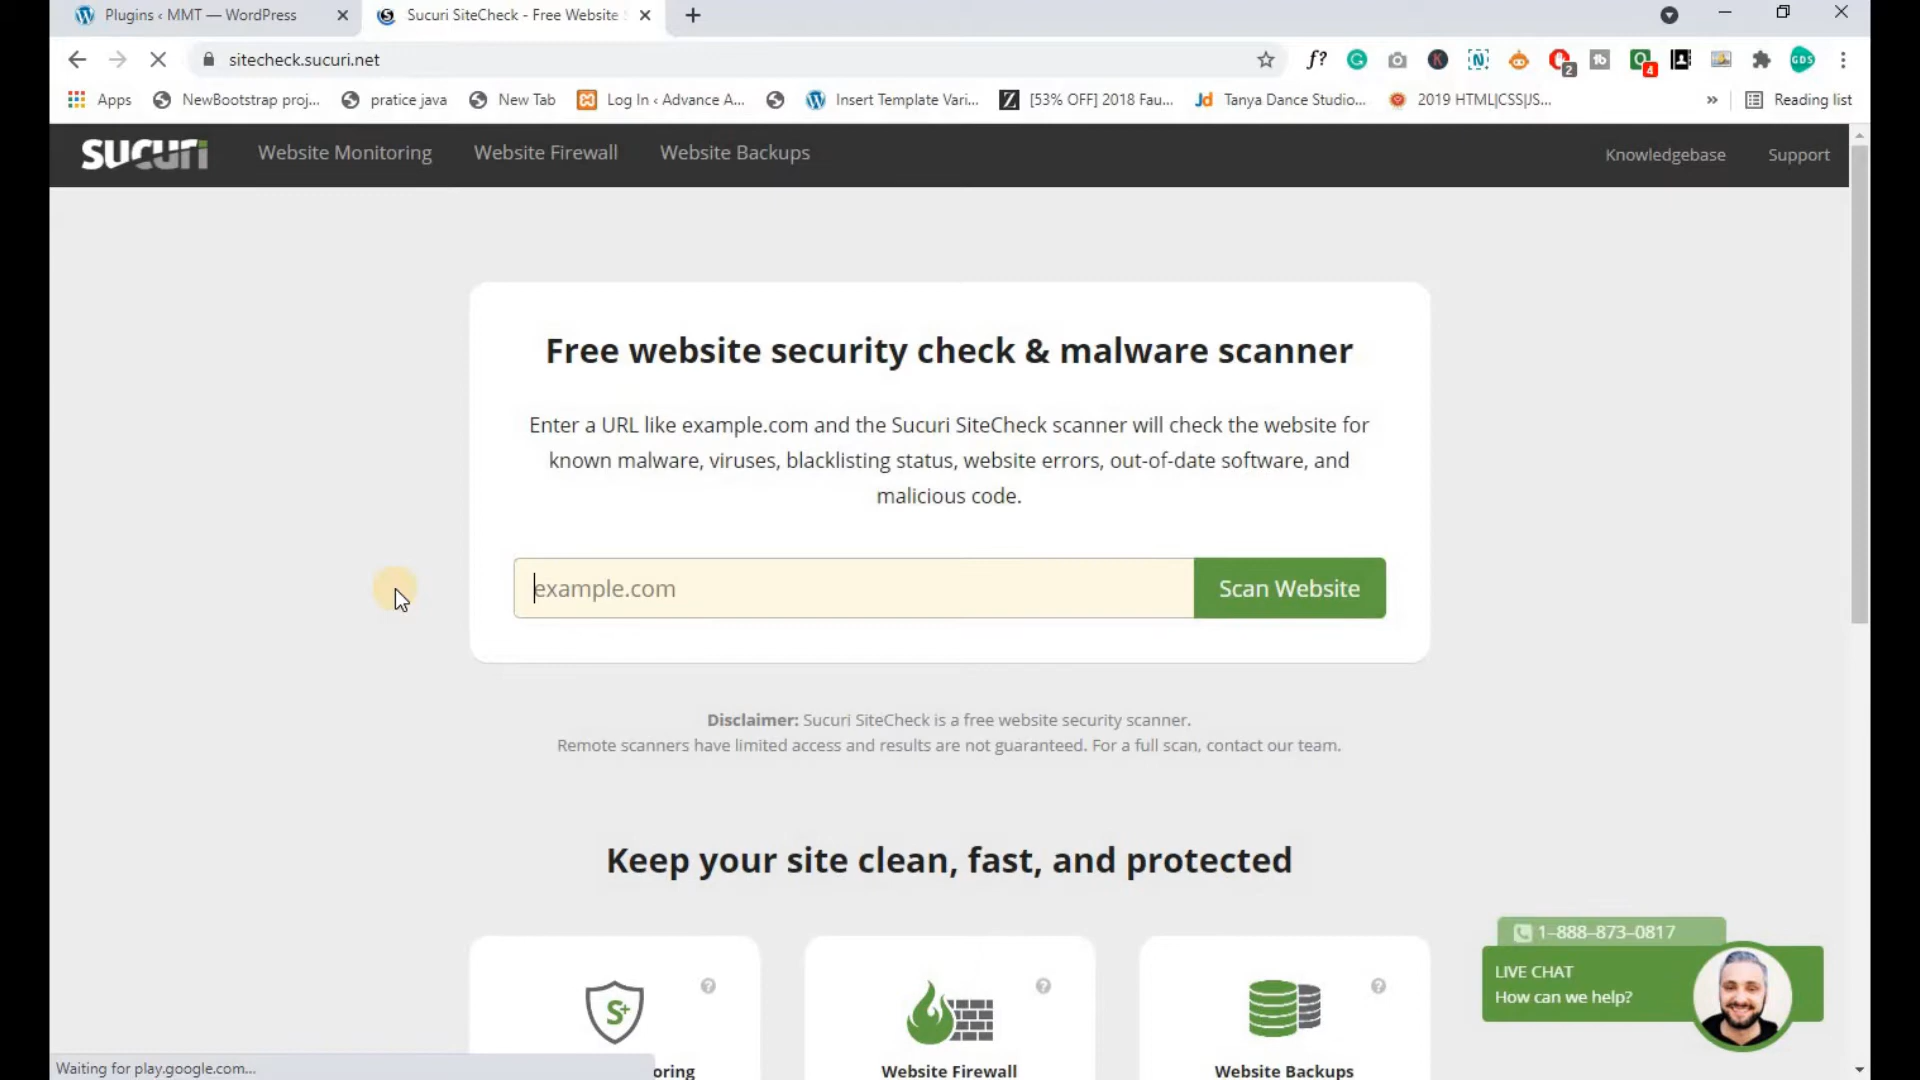 Plugins ‹ MMT — WordPress
Sucuri SiteCheck - Free Website
sitecheck.sucuri.net
f?
GDS
2
4
Apps
NewBootstrap proj...
pratice java
New Tab
Log In ‹ Advance A...
Insert Template Vari...
[53% OFF] 2018 Fau...
Jd Tanya Dance Studio...
2019 HTML|CSS|JS...
»
Reading list
sucuri
Website Monitoring
Website Firewall
Website Backups
Knowledgebase
Support
Free website security check & malware scanner
Enter a URL like example.com and the Sucuri SiteCheck scanner will check the website for
known malware, viruses, blacklisting status, website errors, out-of-date software, and
malicious code.
example.com
Scan Website
Disclaimer: Sucuri SiteCheck is a free website security scanner.
Remote scanners have limited access and results are not guaranteed. For a full scan, contact our team.
Keep your site clean, fast, and protected
S+
?
?
?
oring
Website Firewall
Website Backups
1–888–873–0817
LIVE CHAT
How can we help?
Waiting for play.google.com...